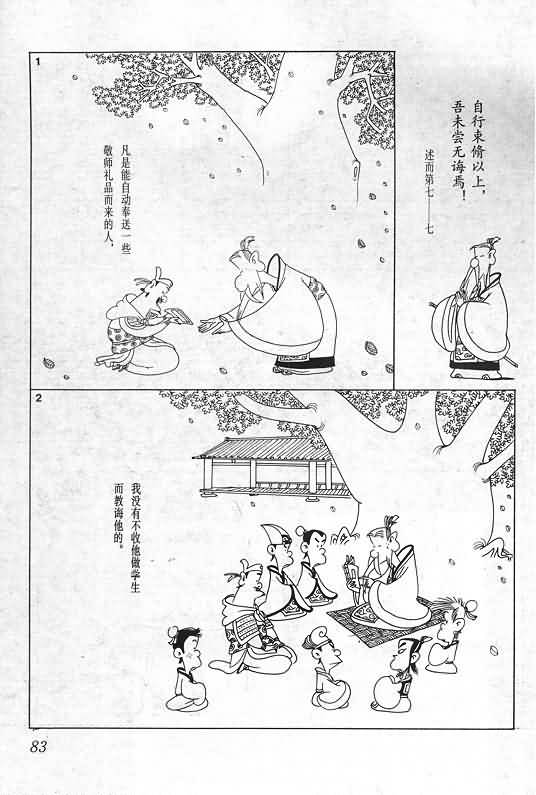 自行束脩以上，
吾未尝无诲焉！
述而第七——七
1
凡是能自动奉送一些
敬师礼品而来的人，
2
我没有不收他做学生
而教诲他的。
83